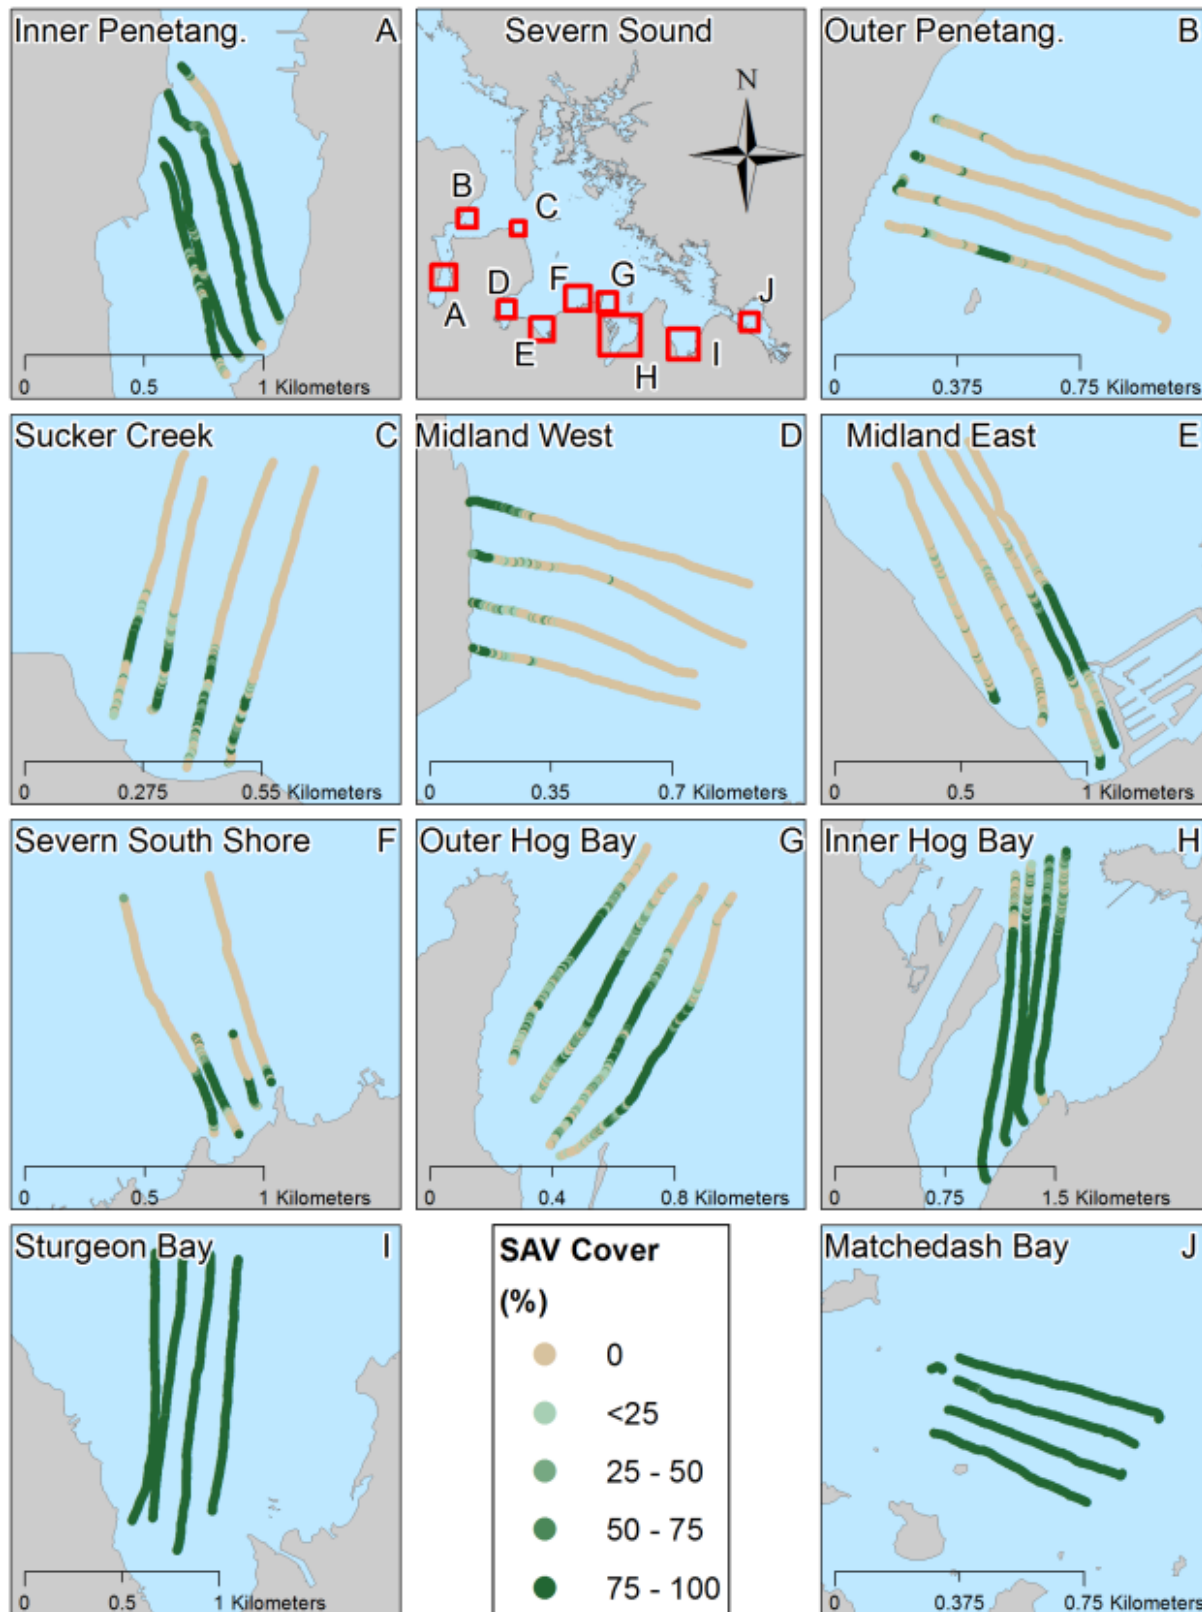 Inner Penetang. A
0 0.5 1 Kilometers
Severn Sound
N
B
C
A
D
F
G
E
H
I
J
Outer Penetang. B
0 0.375 0.75 Kilometers
Sucker Creek C
0 0.275 0.55 Kilometers
Midland West D
0 0.35 0.7 Kilometers
Midland East E
0 0.5 1 Kilometers
Severn South Shore F
0 0.5 1 Kilometers
Outer Hog Bay G
0 0.4 0.8 Kilometers
Inner Hog Bay H
0 0.75 1.5 Kilometers
Sturgeon Bay I
0 0.5 1 Kilometers
SAV Cover
(%)
0
<25
25 - 50
50 - 75
75 - 100
Matchedash Bay J
0 0.375 0.75 Kilometers